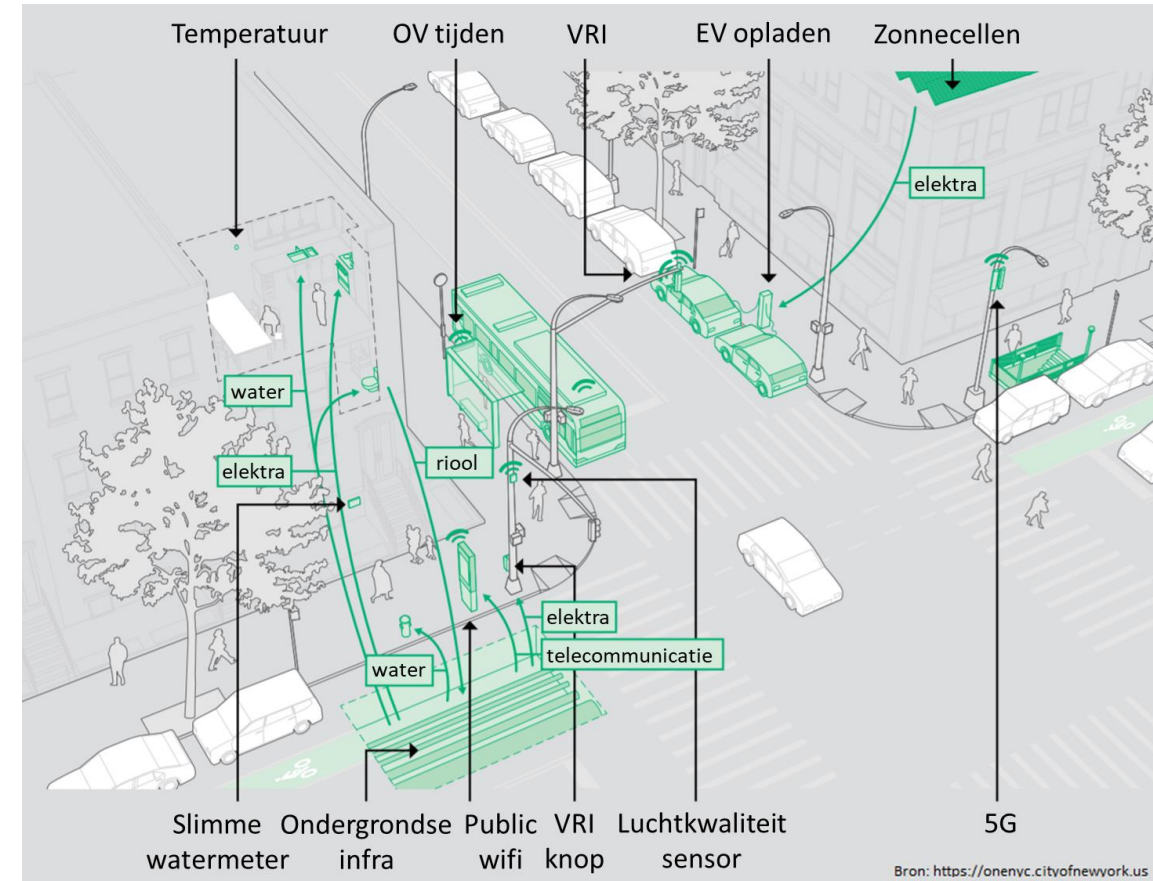 Temperatuur
OV tijden
VRI
EV opladen
Zonnecellen
elektra
water
elektra
riool
elektra
telecommunicatie
water
Slimme
watermeter
Ondergrondse
infra
Public
wifi
VRI
knop
Luchtkwaliteit
sensor
5G
Bron: https://onenyc.cityofnewyork.us